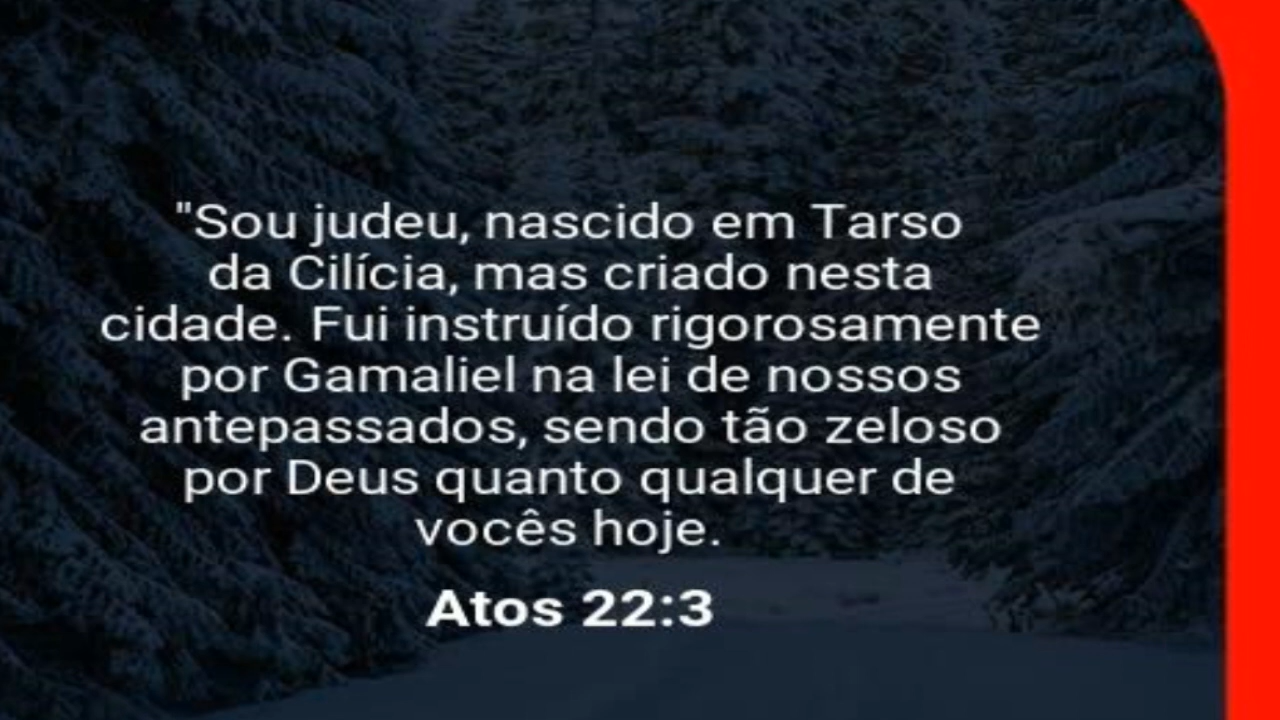 "Sou judeu, nascido em Tarso
da Cilícia, mas criado nesta
cidade. Fui instruído rigorosamente
por Gamaliel na lei de nossos
antepassados, sendo tão zeloso
por Deus quanto qualquer de
vocês hoje.
Atos 22:3